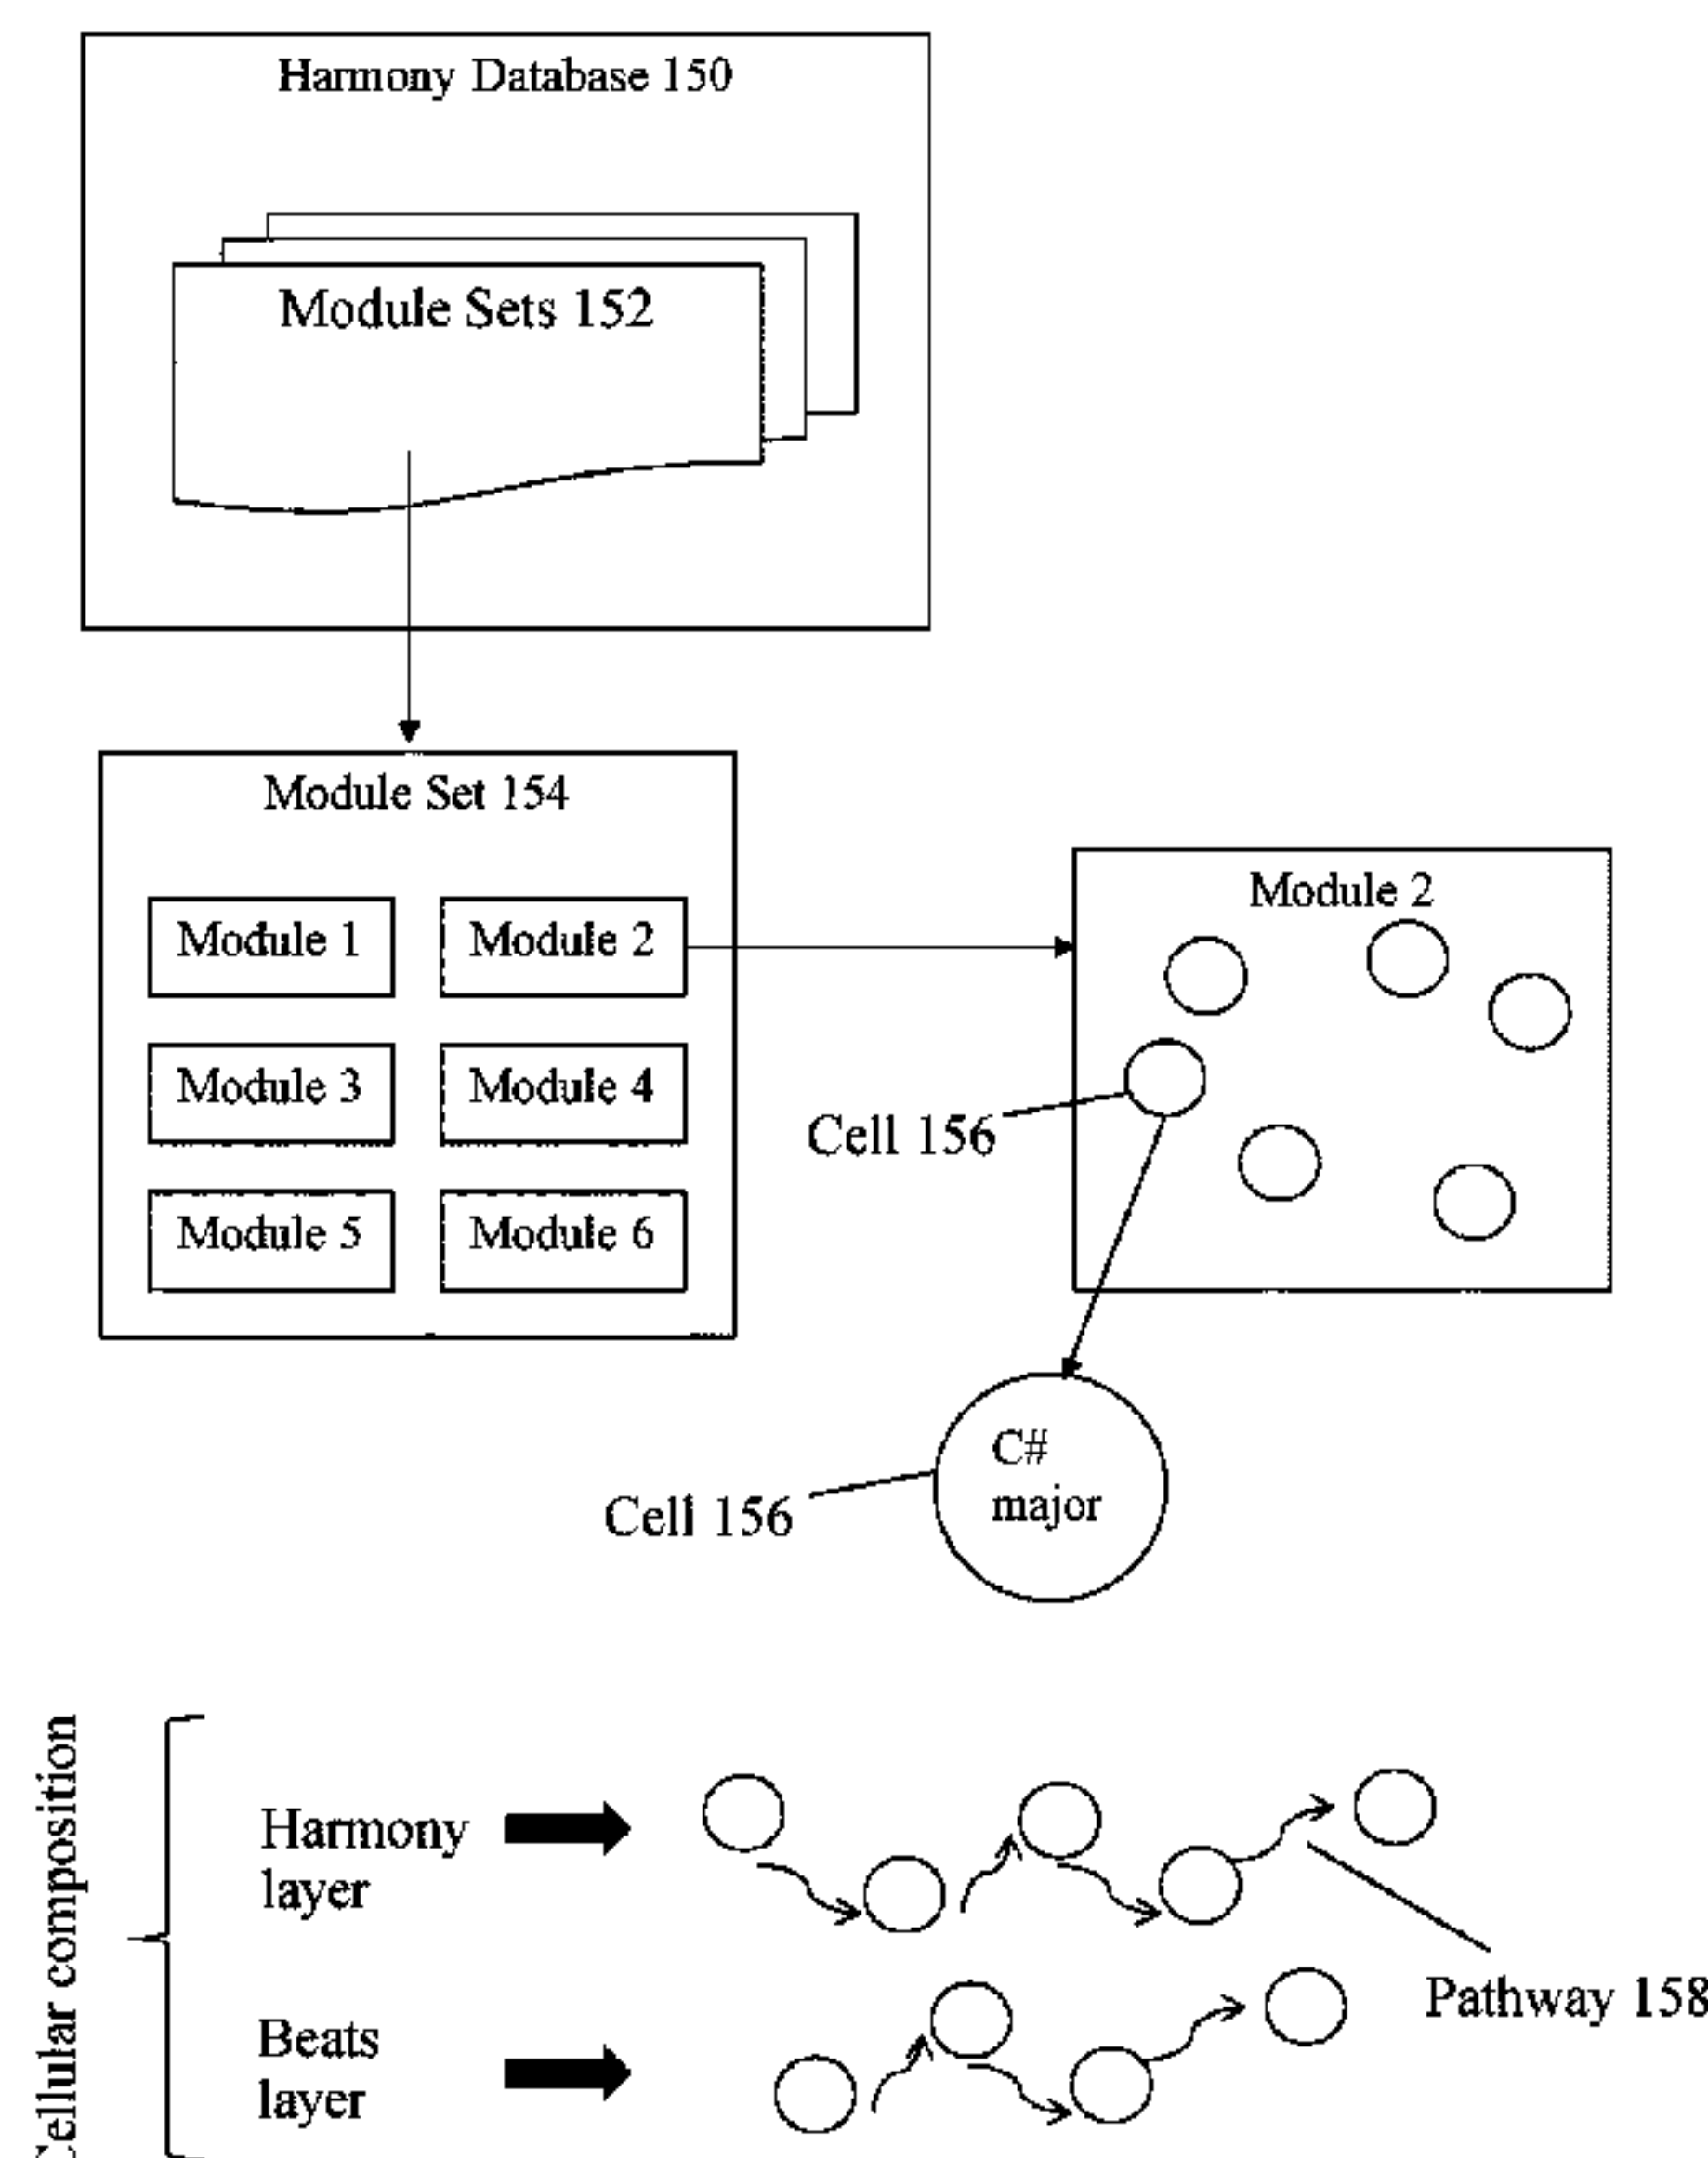 Harmony Database 150
Module Sets 152
Module Set 154
Module 1
Module 2
Module 3
Module 4
Module 5
Module 6
Module 2
Cell 156
C#
major
Cell 156
Cellular composition
Harmony
layer
Pathway 158
Beats
layer